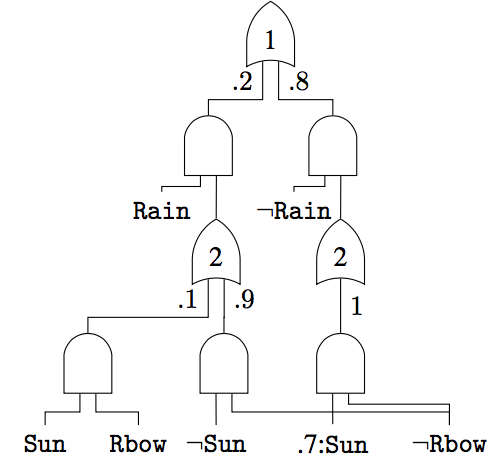 1
.2 .8
Rain ¬Rain
2 2
.1 .9 1
Sun Rbow ¬Sun .7:Sun ¬Rbow